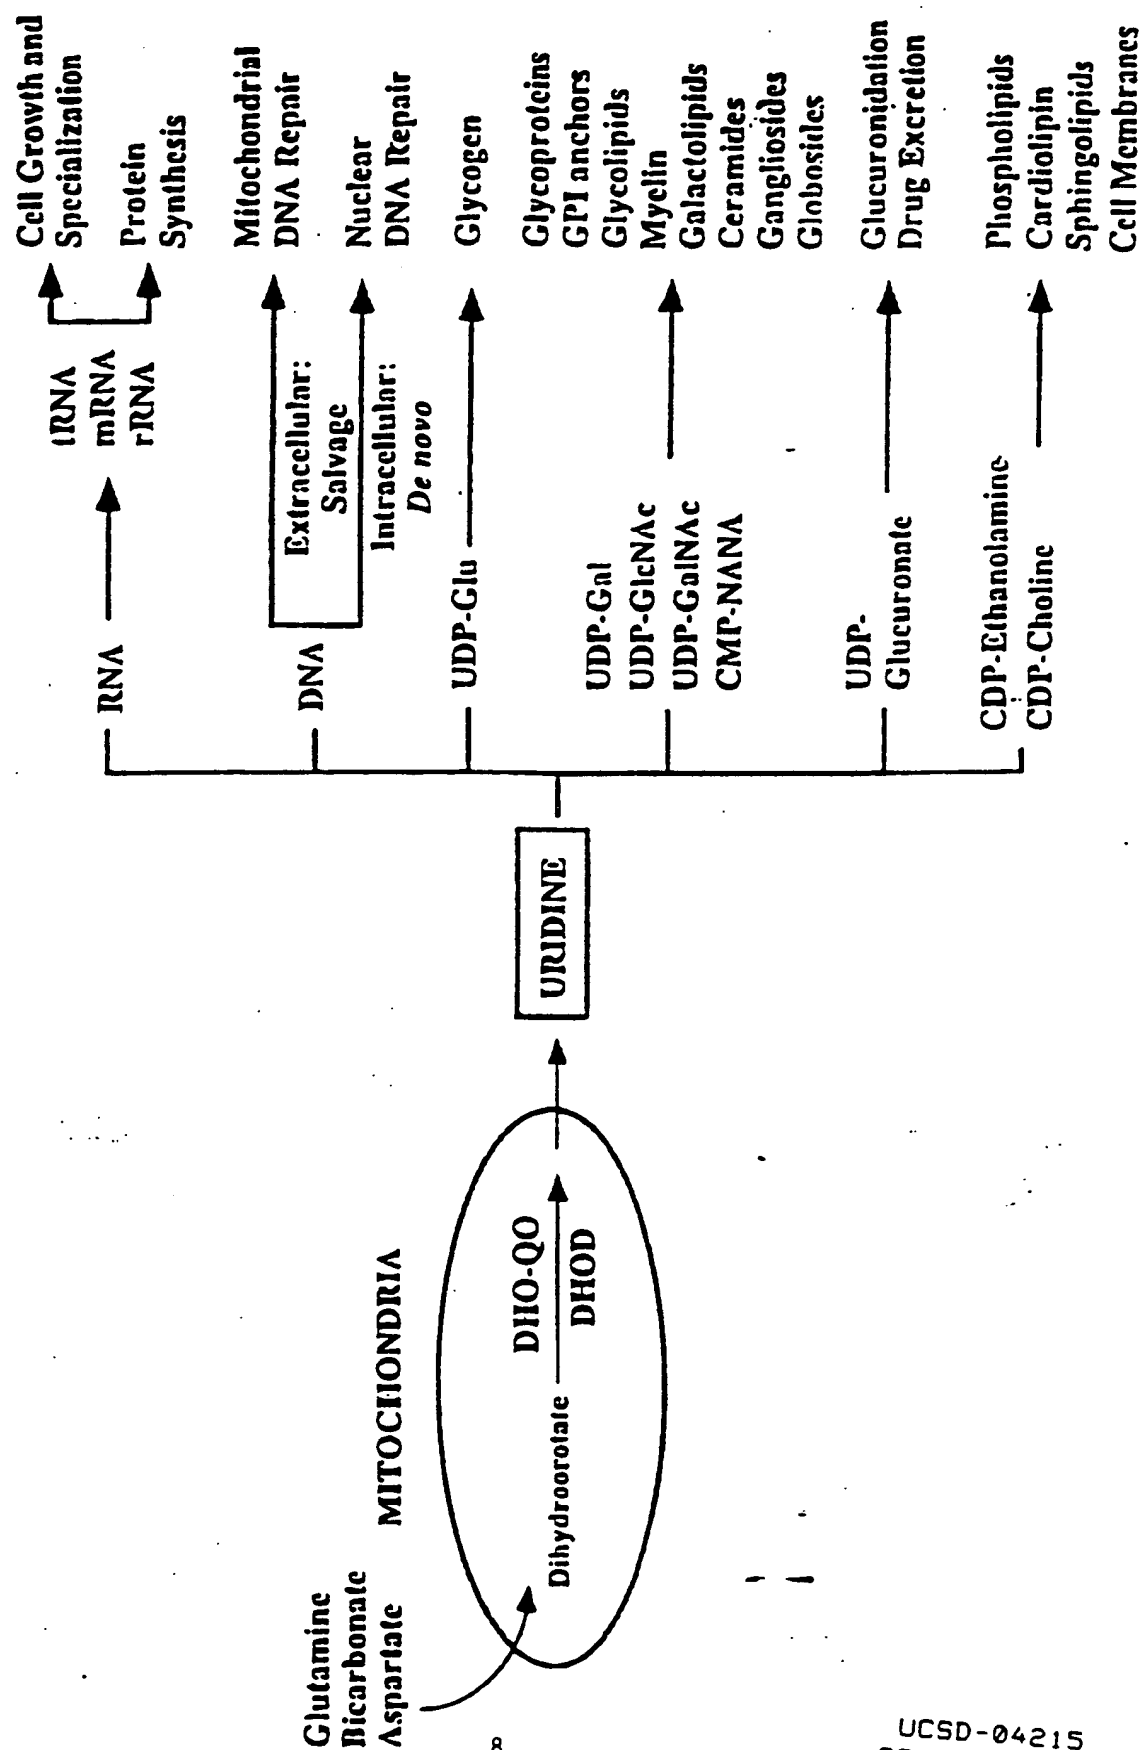 Glutamine
Bicarbonate
Aspartate
MITOCHONDRIA
Dihydroorotate
DHO-QO
DHOD
URIDINE
RNA
tRNA
mRNA
rRNA
Cell Growth and
Specialization
Protein
Synthesis
DNA
Extracellular:
Salvage
Intracellular:
De novo
Mitochondrial
DNA Repair
Nuclear
DNA Repair
UDP-Glu
Glycogen
UDP-Gal
UDP-GlcNAc
UDP-GalNAc
CMP-NANA
Glycoproteins
GPI anchors
Glycolipids
Myelin
Galactolipids
Ceramides
Gangliosides
Globosides
UDP-
Glucuronate
Glucuronidation
Drug Excretion
CDP-Ethanolamine
CDP-Choline
Phospholipids
Cardiolipin
Sphingolipids
Cell Membranes
8
UCSD-04215